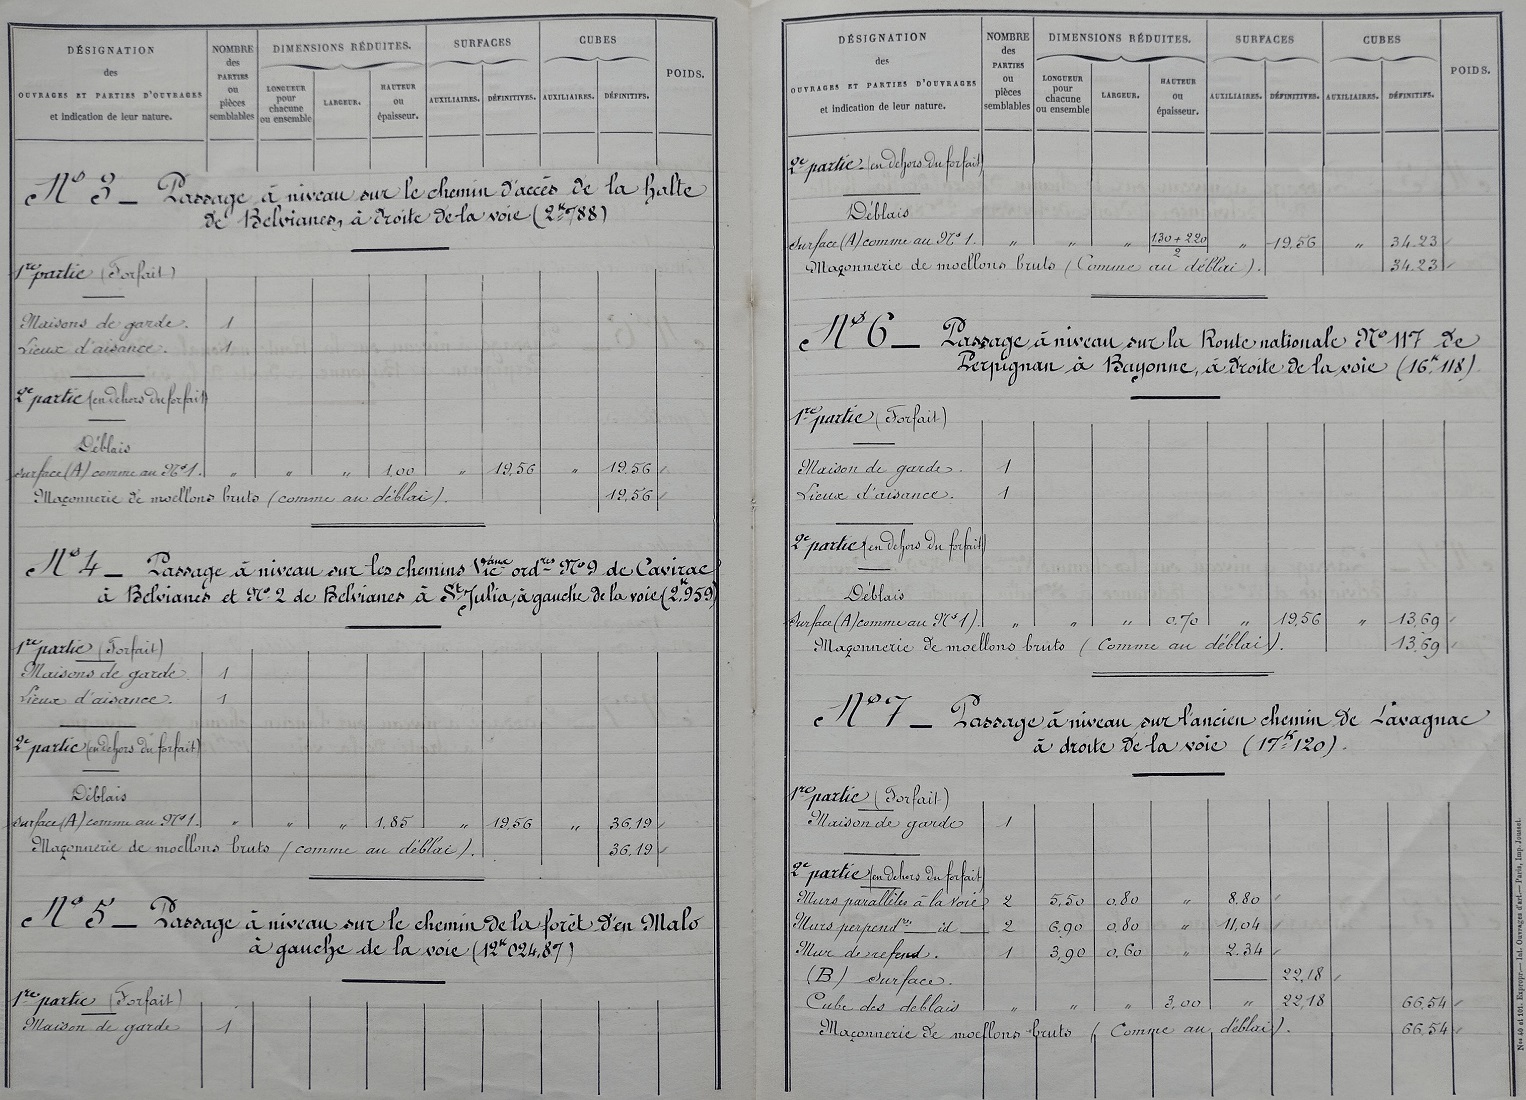 DÉSIGNATION
des
OUVRAGES ET PARTIES D'OUVRAGES
et indication de leur nature.
NOMBRE
des
PARTIES
ou
pièces
semblables
DIMENSIONS RÉDUITES.
LONGUEUR
pour
chacune
ou ensemble
LARGEUR.
HAUTEUR
ou
épaisseur.
SURFACES
AUXILIAIRES. DÉFINITIVES.
CUBES
AUXILIAIRES. DÉFINITIFS.
POIDS.
Nº 3 _ Passage à niveau sur le chemin d'accès de la halte
de Belvianes, à droite de la voie (2k788)
1re partie (Forfait)
Maisons de garde. 1
Lieux d'aisance. 1
2e partie (en dehors du forfait)
Déblais
Surface (A) comme au Nº 1. " " " 1,00 " 19,56 " 19,56
Maçonnerie de moellons bruts (comme au déblai). 19,56
Nº 4 _ Passage à niveau sur les chemins Vicaux ordres Nº 9 de Cavirac
à Belvianes et Nº 2 de Belvianes à St Julia, à gauche de la voie (2k959)
1re partie (Forfait)
Maisons de garde. 1
Lieux d'aisance. 1
2e partie (en dehors du forfait)
Déblais
Surface (A) comme au Nº 1. " " " 1,85 " 19,56 " 36,19
Maçonnerie de moellons bruts (comme au déblai). 36,19
Nº 5 _ Passage à niveau sur le chemin de la forêt d'en Malo
à gauche de la voie (12k024,87)
1re partie (Forfait)
Maison de garde 1
DÉSIGNATION
des
OUVRAGES ET PARTIES D'OUVRAGES
et indication de leur nature.
NOMBRE
des
PARTIES
ou
pièces
semblables
DIMENSIONS RÉDUITES.
LONGUEUR
pour
chacune
ou ensemble
LARGEUR.
HAUTEUR
ou
épaisseur.
SURFACES
AUXILIAIRES. DÉFINITIVES.
CUBES
AUXILIAIRES. DÉFINITIFS.
POIDS.
2e partie _ (en dehors du forfait)
Déblais
Surface (A) comme au Nº 1. " " 130+220/2 " 19,56 " 34.23
Maçonnerie de moellons bruts (Comme au déblai). 34.23
Nº 6 _ Passage à niveau sur la Route nationale Nº 117 de
Perpignan à Bayonne, à droite de la voie (16k118)
1re partie (Forfait)
Maison de garde. 1
Lieux d'aisance. 1
2e partie (en dehors du forfait)
Déblais
Surface (A) comme au Nº 1). " " " 0,70 " 19,56 " 13,69
Maçonnerie de moellons bruts (Comme au déblai). 13,69
Nº 7 _ Passage à niveau sur l'ancien chemin de Lavagnac
à droite de la voie (17k120).
1re partie (Forfait)
Maison de garde 1
2e partie (en dehors du forfait)
Murs parallèles à la voie 2 5,50 0,80 " 8.80
Murs perpendres _ id _ 2 6,90 0,80 " 11,04
Mur de refend. 1 3,90 0,60 " 2.34
(B) Surface. 22,18
Cube des déblais " " " 3,00 " 22,18 66,54
Maçonnerie de moellons bruts (Comme au déblai). 66,54
Nos 40 et 101. Expropr.— Inf. Ouvrages d'art.— Paris, Imp. Jousset.